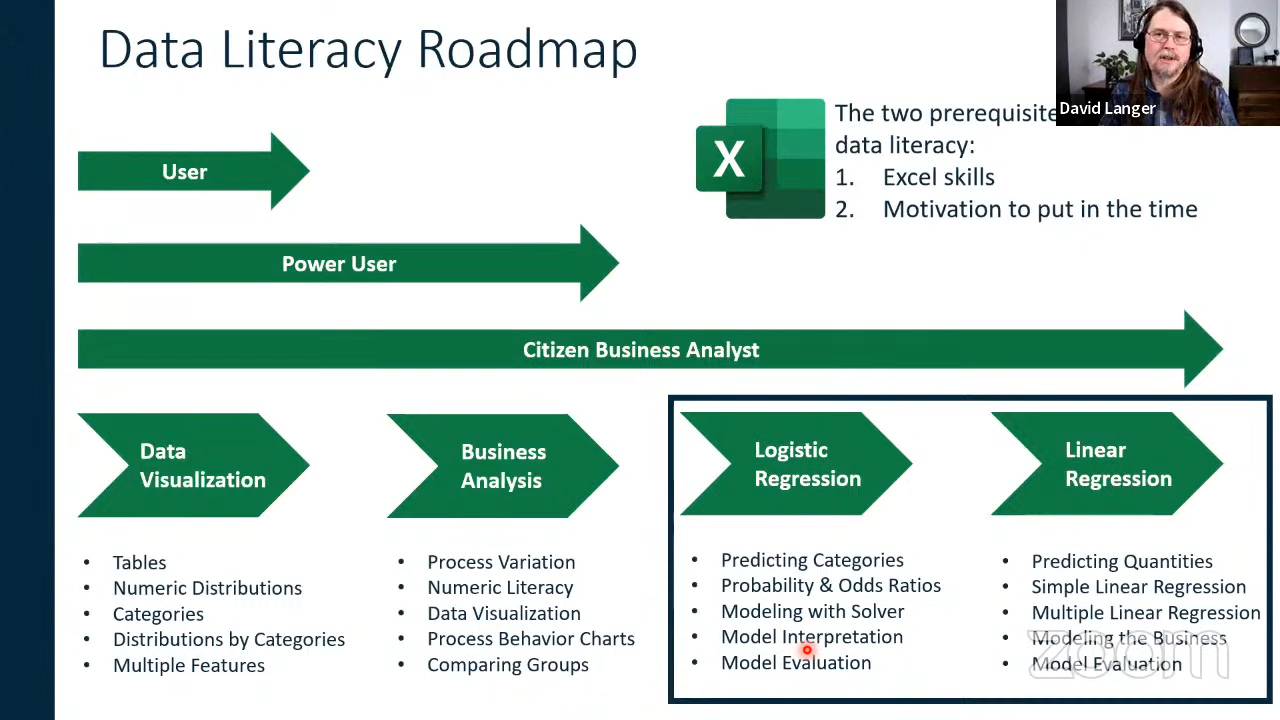 Data Literacy Roadmap
David Langer
The two prerequisite
data literacy:
1. Excel skills
2. Motivation to put in the time
X
User
Power User
Citizen Business Analyst
Data
Visualization
• Tables
• Numeric Distributions
• Categories
• Distributions by Categories
• Multiple Features
Business
Analysis
• Process Variation
• Numeric Literacy
• Data Visualization
• Process Behavior Charts
• Comparing Groups
Logistic
Regression
• Predicting Categories
• Probability & Odds Ratios
• Modeling with Solver
• Model Interpretation
• Model Evaluation
Linear
Regression
• Predicting Quantities
• Simple Linear Regression
• Multiple Linear Regression
• Modeling the Business
• Model Evaluation
zoom